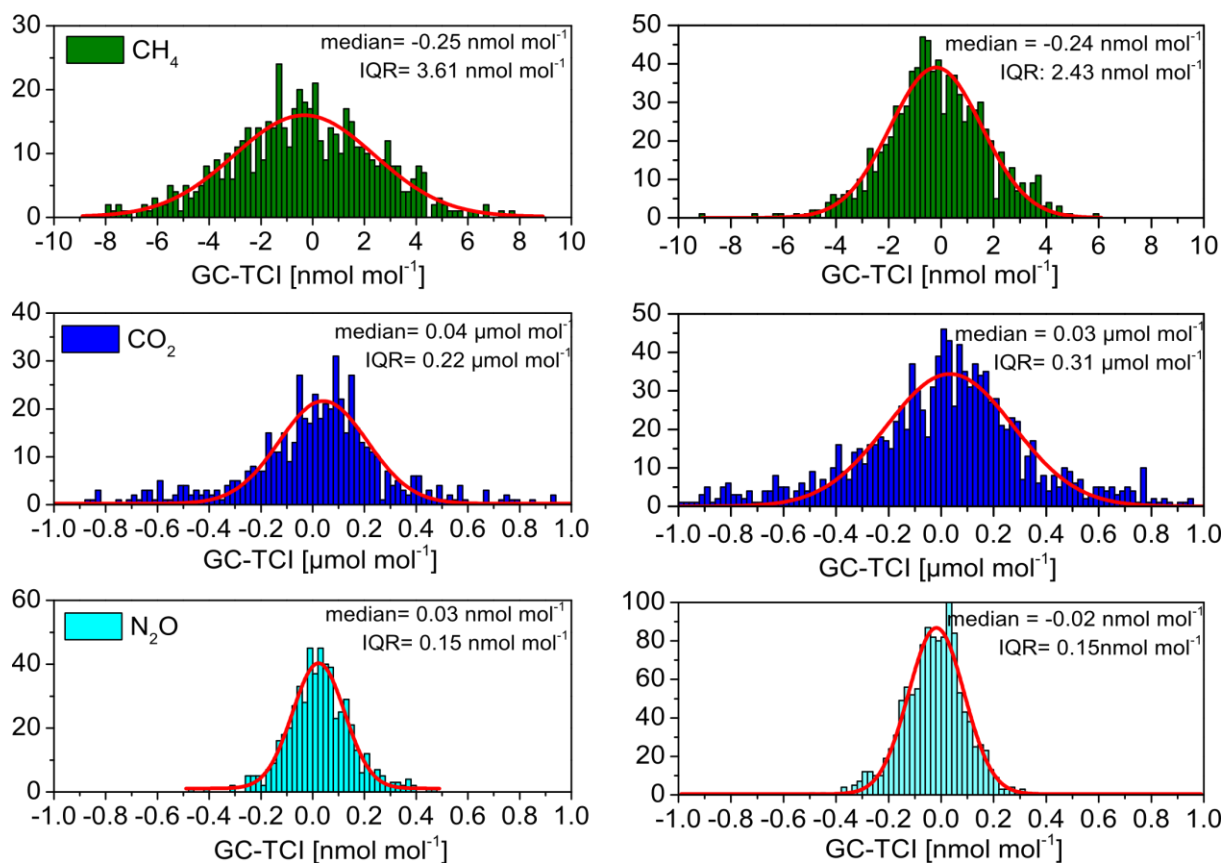 CH4
median= -0.25 nmol mol-1
IQR= 3.61 nmol mol-1
30
20
10
0
-10 -8 -6 -4 -2 0 2 4 6 8 10
GC-TCI [nmol mol-1]
median = -0.24 nmol mol-1
IQR: 2.43 nmol mol-1
50
40
30
20
10
0
-10 -8 -6 -4 -2 0 2 4 6 8 10
GC-TCI [nmol mol-1]
CO2
median= 0.04 µmol mol-1
IQR= 0.22 µmol mol-1
40
30
20
10
0
-1.0 -0.8 -0.6 -0.4 -0.2 0.0 0.2 0.4 0.6 0.8 1.0
GC-TCI [µmol mol-1]
median = 0.03 µmol mol-1
IQR= 0.31 µmol mol-1
50
40
30
20
10
0
-1.0 -0.8 -0.6 -0.4 -0.2 0.0 0.2 0.4 0.6 0.8 1.0
GC-TCI [µmol mol-1]
N2O
median= 0.03 nmol mol-1
IQR= 0.15 nmol mol-1
60
40
20
0
-1.0 -0.8 -0.6 -0.4 -0.2 0.0 0.2 0.4 0.6 0.8 1.0
GC-TCI [nmol mol-1]
median = -0.02 nmol mol-1
IQR= 0.15nmol mol-1
100
80
60
40
20
0
-1.0 -0.8 -0.6 -0.4 -0.2 0.0 0.2 0.4 0.6 0.8 1.0
GC-TCI [nmol mol-1]